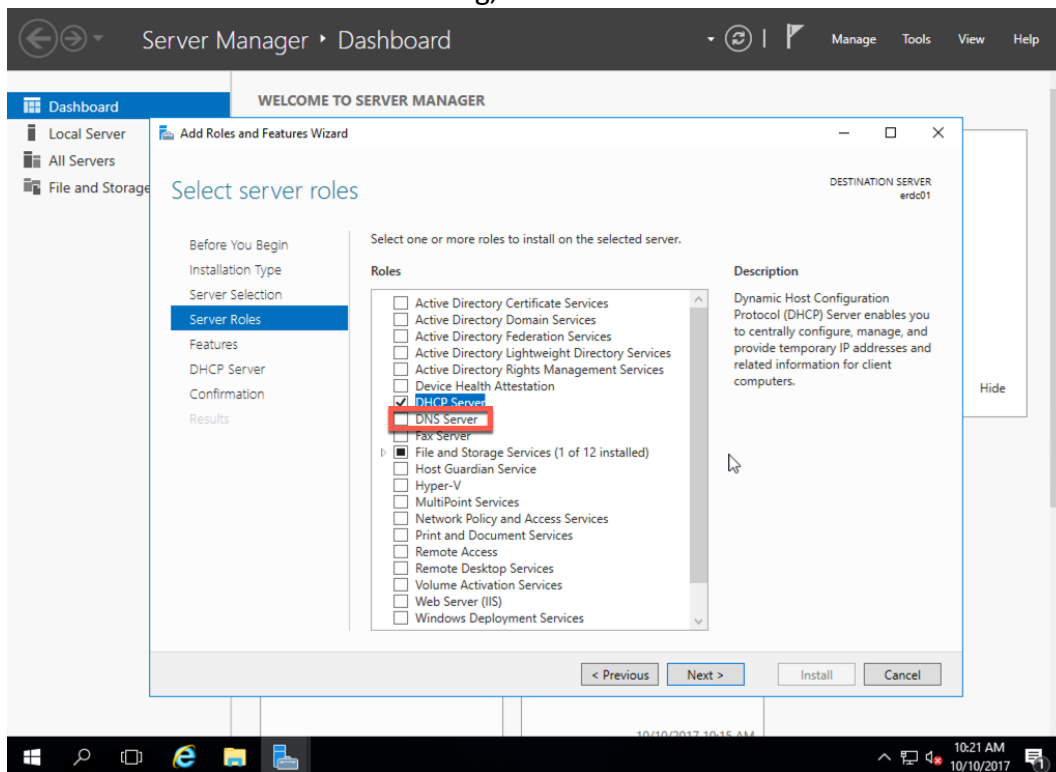 Server Manager ‣ Dashboard
Manage Tools View Help
Dashboard
Local Server
All Servers
File and Storage
WELCOME TO SERVER MANAGER
Add Roles and Features Wizard
Select server roles
DESTINATION SERVER
erdc01
Before You Begin
Installation Type
Server Selection
Server Roles
Features
DHCP Server
Confirmation
Results
Select one or more roles to install on the selected server.
Roles
Active Directory Certificate Services
Active Directory Domain Services
Active Directory Federation Services
Active Directory Lightweight Directory Services
Active Directory Rights Management Services
Device Health Attestation
DHCP Server
DNS Server
Fax Server
File and Storage Services (1 of 12 installed)
Host Guardian Service
Hyper-V
MultiPoint Services
Network Policy and Access Services
Print and Document Services
Remote Access
Remote Desktop Services
Volume Activation Services
Web Server (IIS)
Windows Deployment Services
Description
Dynamic Host Configuration
Protocol (DHCP) Server enables you
to centrally configure, manage, and
provide temporary IP addresses and
related information for client
computers.
Hide
< Previous
Next >
Install
Cancel
10/10/2017 10:15 AM
10:21 AM
10/10/2017
1